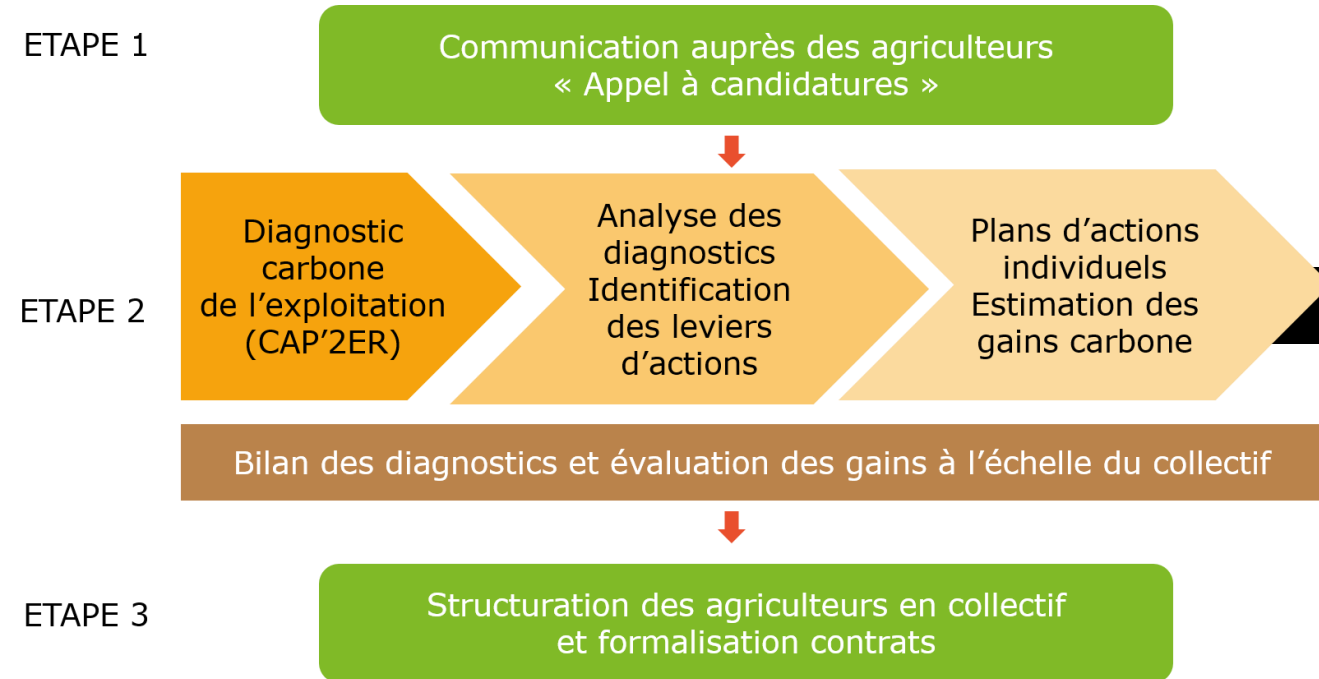 ETAPE 1
Communication auprès des agriculteurs
« Appel à candidatures »
ETAPE 2
Diagnostic
carbone
de l’exploitation
(CAP’2ER)
Analyse des
diagnostics
Identification
des leviers
d’actions
Plans d’actions
individuels
Estimation des
gains carbone
Bilan des diagnostics et évaluation des gains à l’échelle du collectif
ETAPE 3
Structuration des agriculteurs en collectif
et formalisation contrats